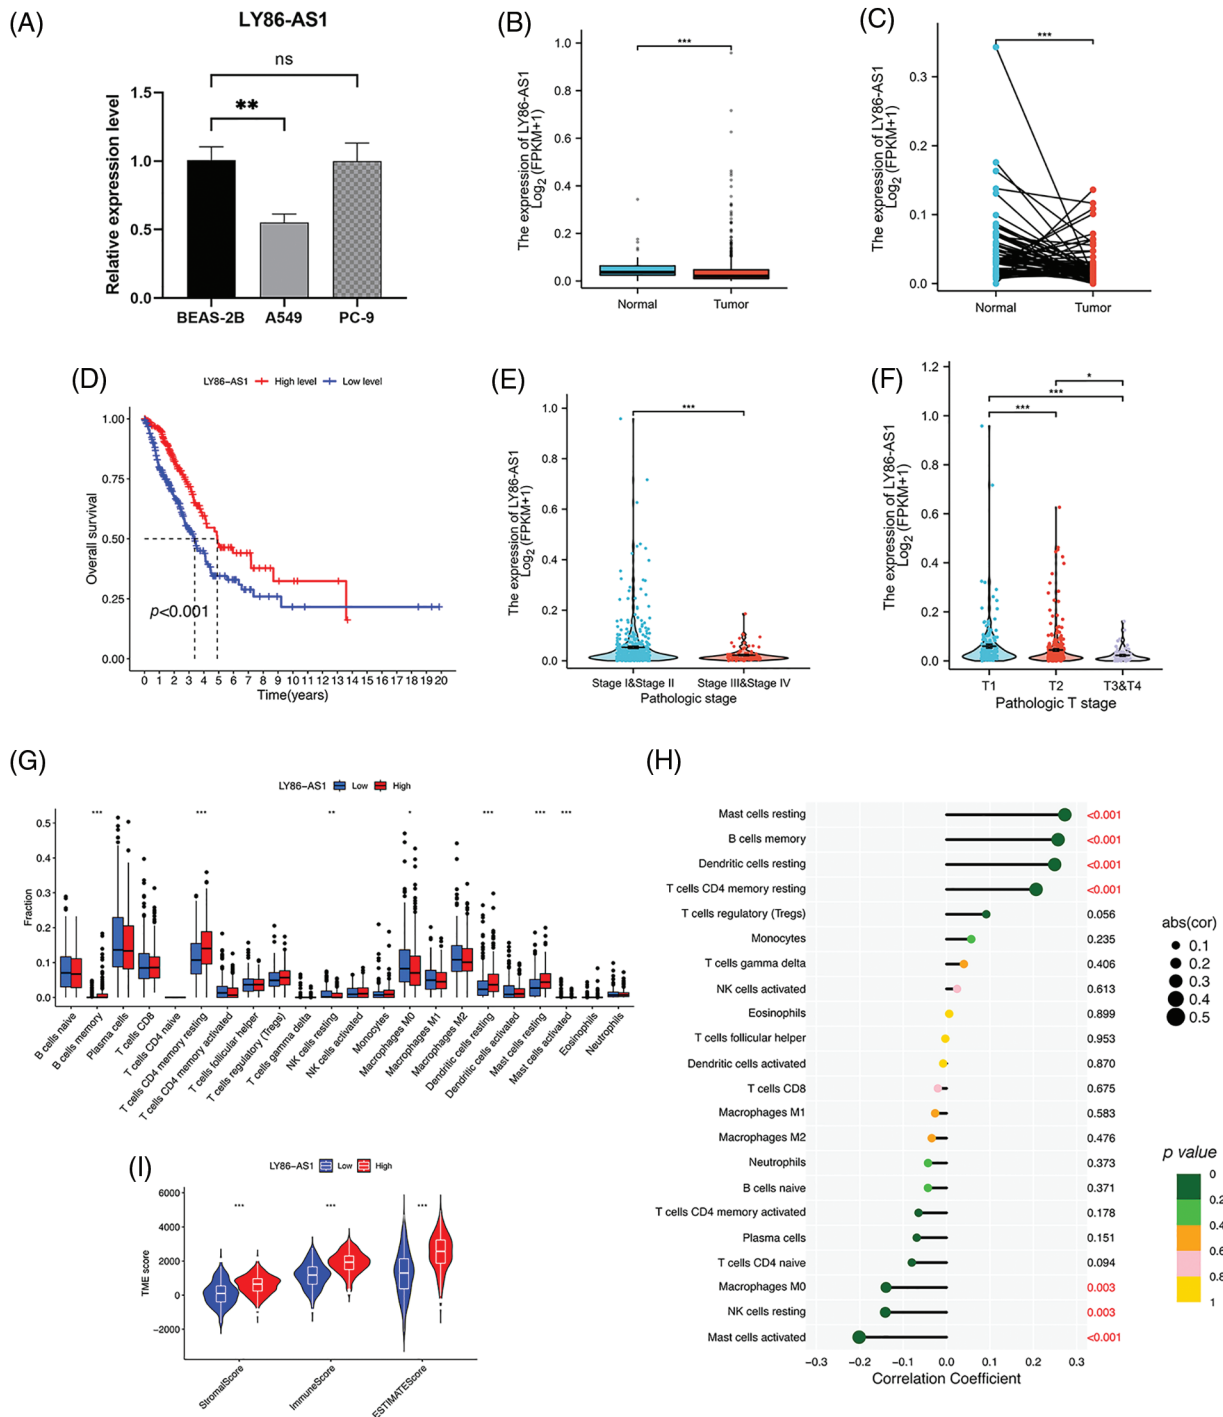 (A)
LY86-AS1
ns
**
Relative expression level
1.5
1.0
0.5
0.0
BEAS-2B A549 PC-9
(B)
***
The expression of LY86-AS1
Log2 (FPKM+1)
1.0
0.8
0.6
0.4
0.2
0.0
Normal Tumor
(C)
***
The expression of LY86-AS1
Log2 (FPKM+1)
0.3
0.2
0.1
0.0
Normal Tumor
(D)
LY86-AS1 High level Low level
Overall survival
1.00
0.75
0.50
0.25
0.00
p<0.001
0 1 2 3 4 5 6 7 8 9 10 11 12 13 14 15 16 17 18 19 20
Time(years)
(E)
***
The expression of LY86-AS1
Log2 (FPKM+1)
1.0
0.8
0.6
0.4
0.2
0.0
Stage I&Stage II Stage III&Stage IV
Pathologic stage
(F)
*
***
***
The expression of LY86-AS1
Log2 (FPKM+1)
1.2
1.0
0.8
0.6
0.4
0.2
0.0
T1 T2 T3&T4
Pathologic T stage
(G)
LY86-AS1 Low High
*** *** ** * *** *** ***
Fraction
0.5
0.4
0.3
0.2
0.1
0.0
B cells naive
B cells memory
Plasma cells
T cells CD8
T cells CD4 naive
T cells CD4 memory resting
T cells CD4 memory activated
T cells follicular helper
T cells regulatory (Tregs)
T cells gamma delta
NK cells resting
NK cells activated
Monocytes
Macrophages M0
Macrophages M1
Macrophages M2
Dendritic cells resting
Dendritic cells activated
Mast cells resting
Mast cells activated
Eosinophils
Neutrophils
(H)
Mast cells resting <0.001
B cells memory <0.001
Dendritic cells resting <0.001
T cells CD4 memory resting <0.001
T cells regulatory (Tregs) 0.056
Monocytes 0.235
T cells gamma delta 0.406
NK cells activated 0.613
Eosinophils 0.899
T cells follicular helper 0.953
Dendritic cells activated 0.870
T cells CD8 0.675
Macrophages M1 0.583
Macrophages M2 0.476
Neutrophils 0.373
B cells naive 0.371
T cells CD4 memory activated 0.178
Plasma cells 0.151
T cells CD4 naive 0.094
Macrophages M0 0.003
NK cells resting 0.003
Mast cells activated <0.001
−0.3 −0.2 −0.1 0.0 0.1 0.2 0.3
Correlation Coefficient
abs(cor)
0.1
0.2
0.3
0.4
0.5
p value
0
0.2
0.4
0.6
0.8
1
(I)
LY86-AS1 Low High
*** *** ***
TME score
6000
4000
2000
0
−2000
StromalScore
ImmuneScore
ESTIMATEScore